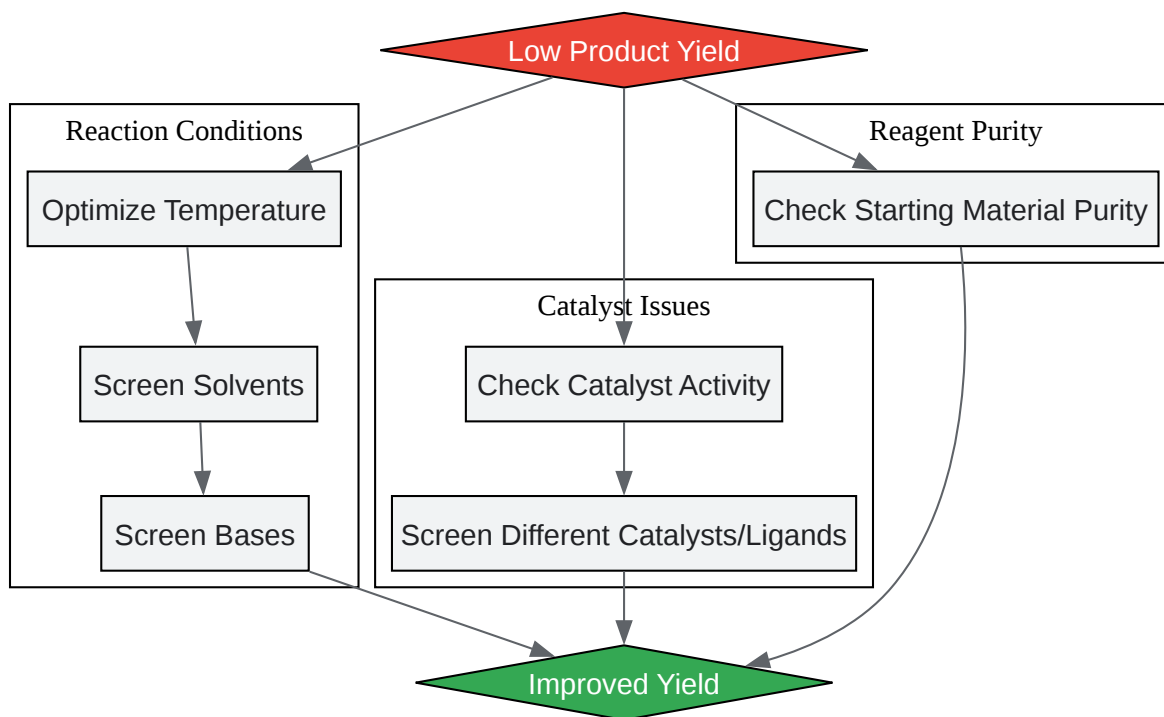 Low Product Yield
Reaction Conditions
Reagent Purity
Optimize Temperature
Check Starting Material Purity
Catalyst Issues
Screen Solvents
Check Catalyst Activity
Screen Bases
Screen Different Catalysts/Ligands
Improved Yield